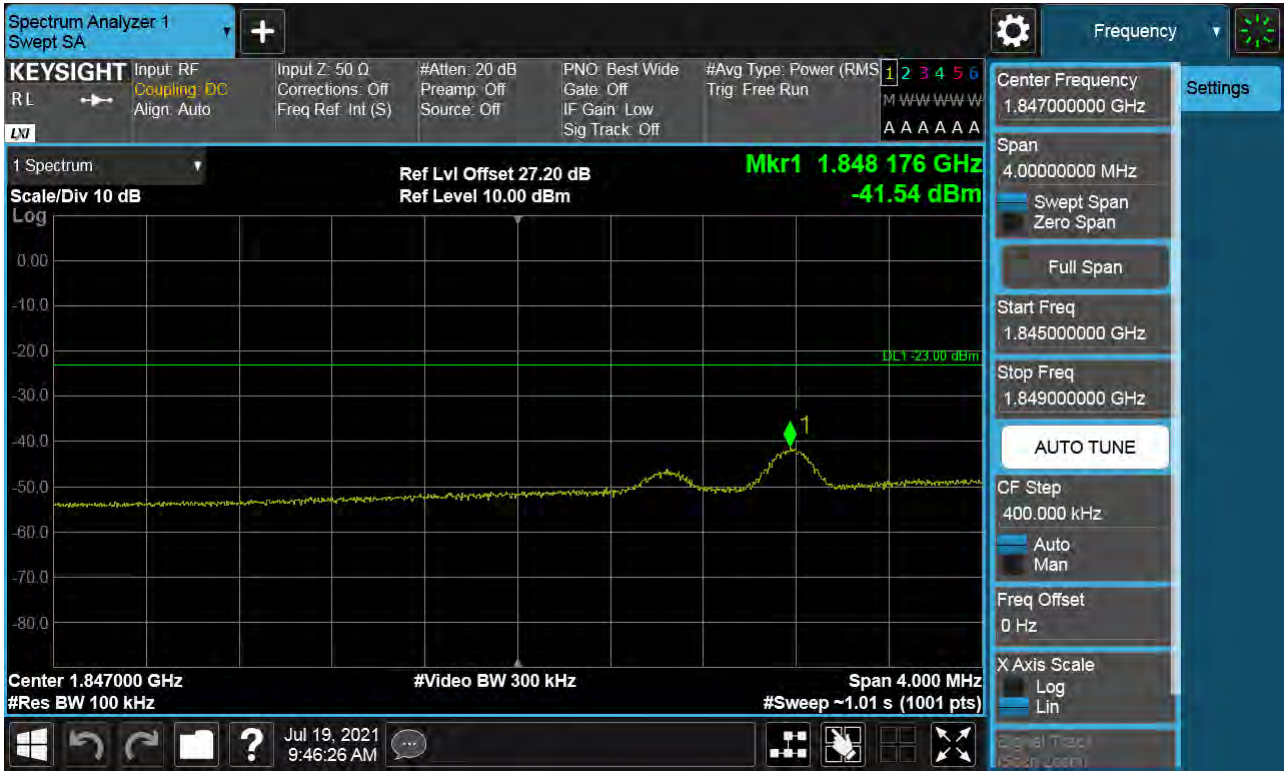 Spectrum Analyzer 1
Swept SA
Frequency
KEYSIGHT
RL
LXI
Input: RF
Coupling: DC
Align: Auto
Input Z: 50 Ω
Corrections: Off
Freq Ref: Int (S)
#Atten: 20 dB
Preamp: Off
Source: Off
PNO: Best Wide
Gate: Off
IF Gain: Low
Sig Track: Off
#Avg Type: Power (RMS
Trig: Free Run
1 2 3 4 5 6
M W W W W W
A A A A A A
1 Spectrum
Scale/Div 10 dB
Log
Ref Lvl Offset 27.20 dB
Ref Level 10.00 dBm
Mkr1 1.848 176 GHz
-41.54 dBm
0.00
-10.0
-20.0
DL1 -23.00 dBm
-30.0
-40.0
1
-50.0
-60.0
-70.0
-80.0
Center 1.847000 GHz
#Video BW 300 kHz
Span 4.000 MHz
#Res BW 100 kHz
#Sweep ~1.01 s (1001 pts)
Center Frequency
1.847000000 GHz
Settings
Span
4.00000000 MHz
Swept Span
Zero Span
Full Span
Start Freq
1.845000000 GHz
Stop Freq
1.849000000 GHz
AUTO TUNE
CF Step
400.000 kHz
Auto
Man
Freq Offset
0 Hz
X Axis Scale
Log
Lin
Signal Track
(Span Zoom)
?
Jul 19, 2021
9:46:26 AM